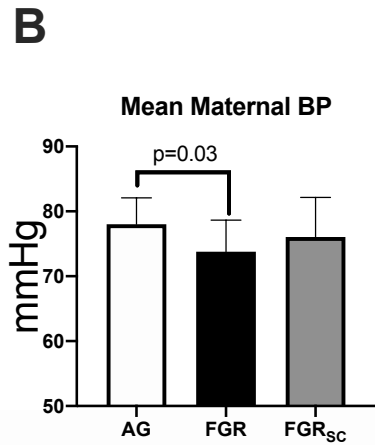 B
Mean Maternal BP
p=0.03
mmHg
90
80
70
60
50
AG FGR FGRSC